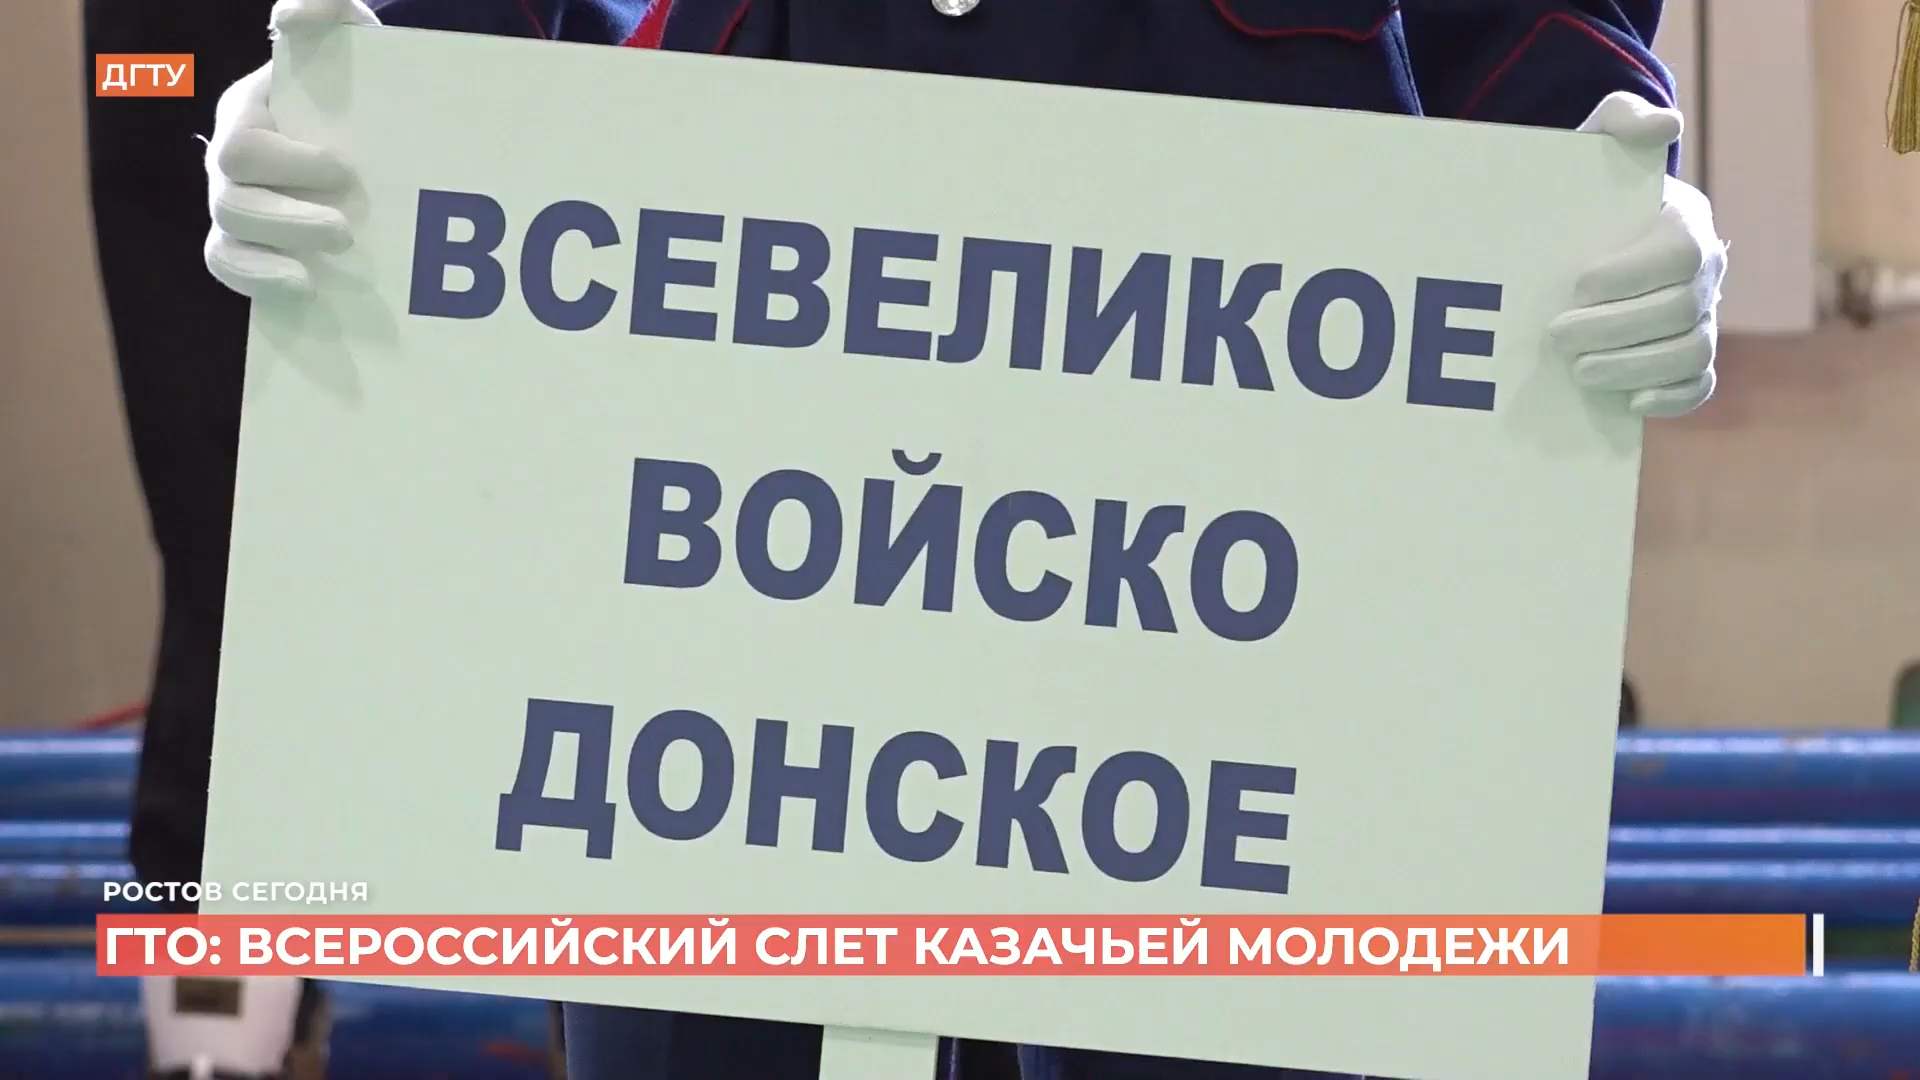 ДГТУ
ВСЕВЕЛИКОЕ
ВОЙСКО
ДОНСКОЕ
РОСТОВ СЕГОДНЯ
ГТО: ВСЕРОССИЙСКИЙ СЛЕТ КАЗАЧЬЕЙ МОЛОДЕЖИ